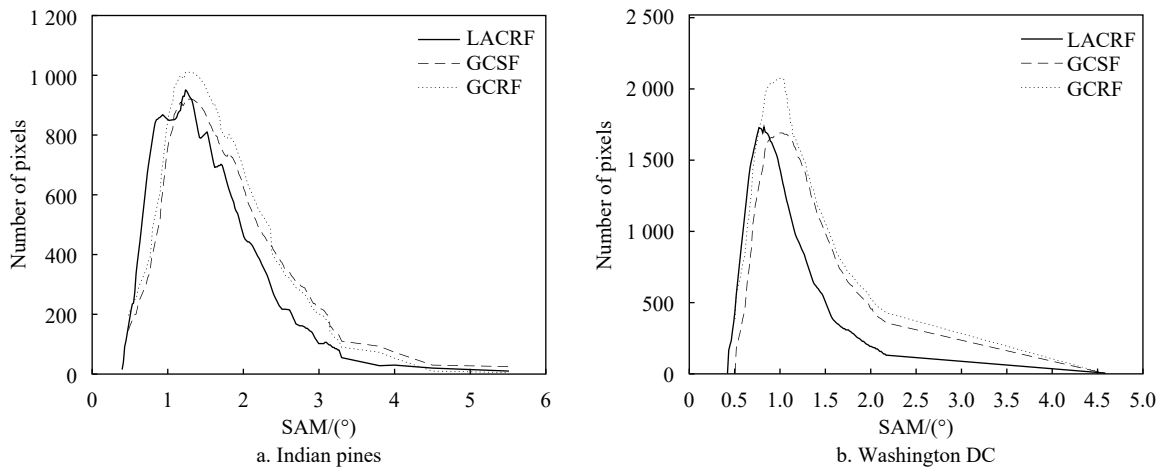 1 200
1 000
800
600
400
200
0
Number of pixels
LACRF
GCSF
GCRF
0 1 2 3 4 5 6
SAM/(°)
a. Indian pines
2 500
2 000
1 500
1 000
500
0
Number of pixels
LACRF
GCSF
GCRF
0 0.5 1.0 1.5 2.0 2.5 3.0 3.5 4.0 4.5 5.0
SAM/(°)
b. Washington DC